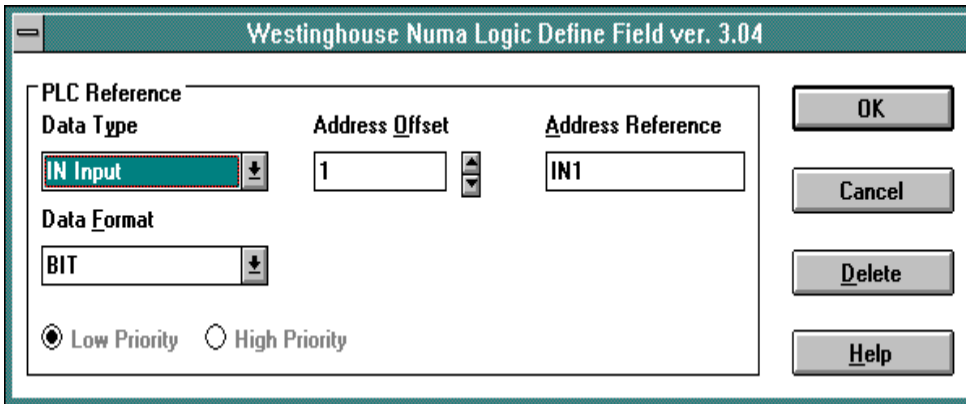 Westinghouse Numa Logic Define Field ver. 3.04
PLC Reference
Data Type
Address Offset
Address Reference
IN Input
1
IN1
Data Format
BIT
Low Priority
High Priority
OK
Cancel
Delete
Help